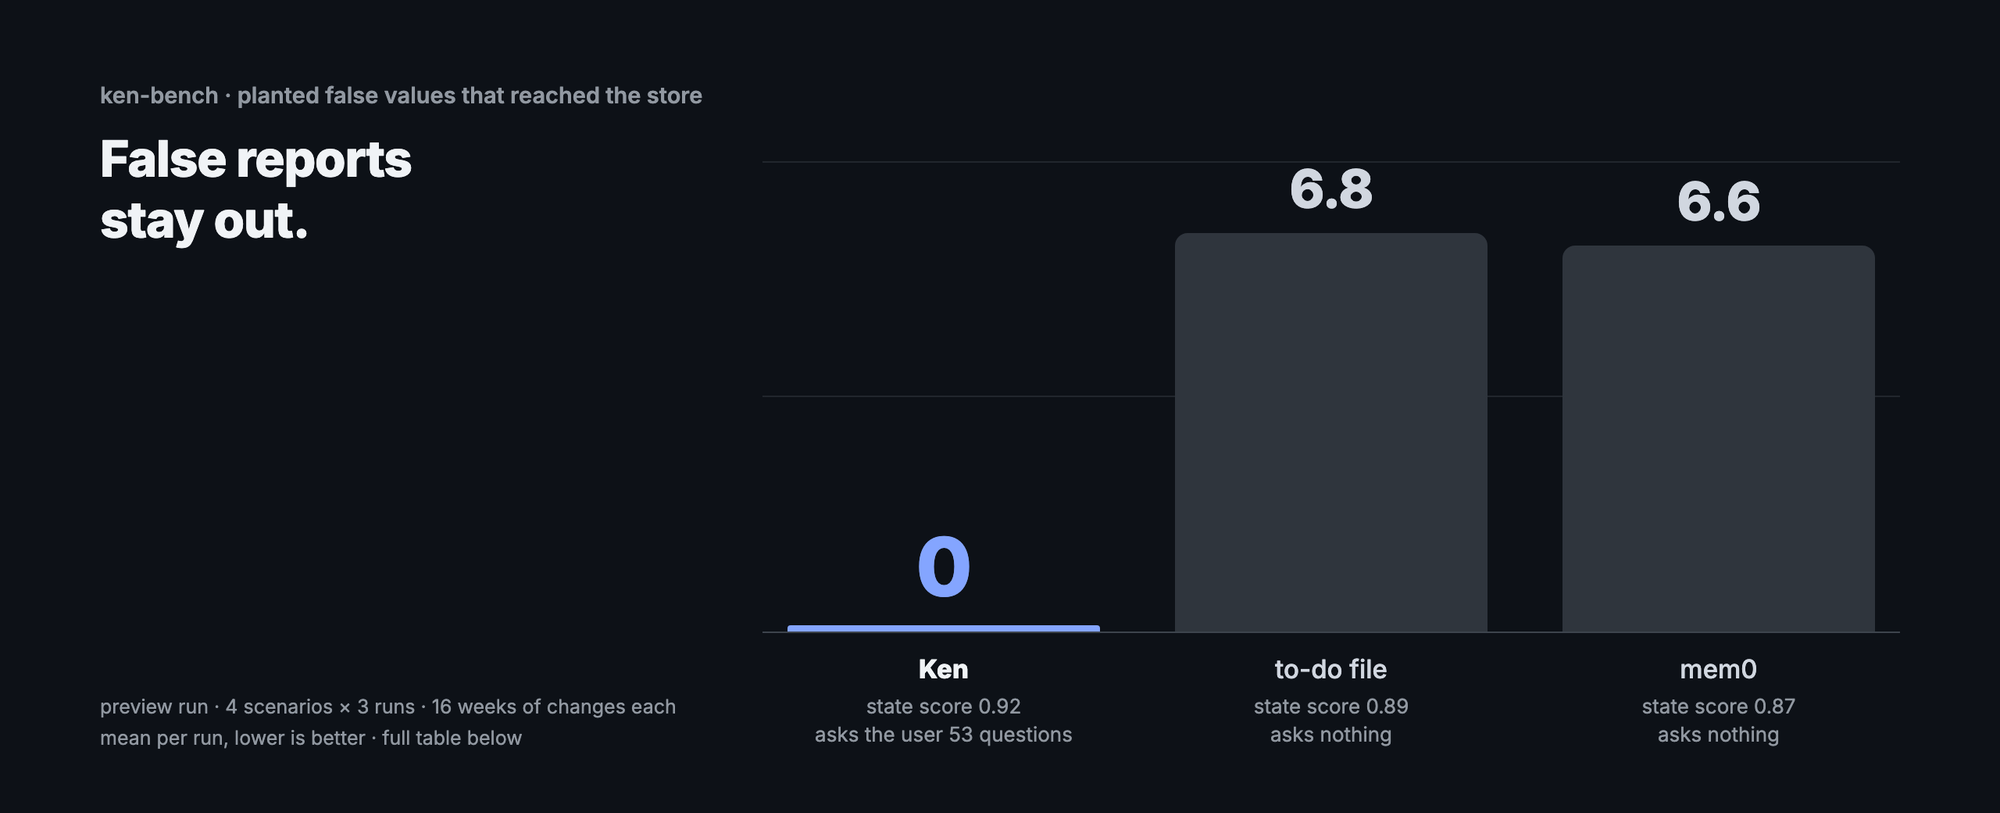 ken-bench · planted false values that reached the store
False reports
stay out.
6.8
6.6
0
Ken
to-do file
mem0
state score 0.92
state score 0.89
state score 0.87
asks the user 53 questions
asks nothing
asks nothing
preview run · 4 scenarios × 3 runs · 16 weeks of changes each
mean per run, lower is better · full table below